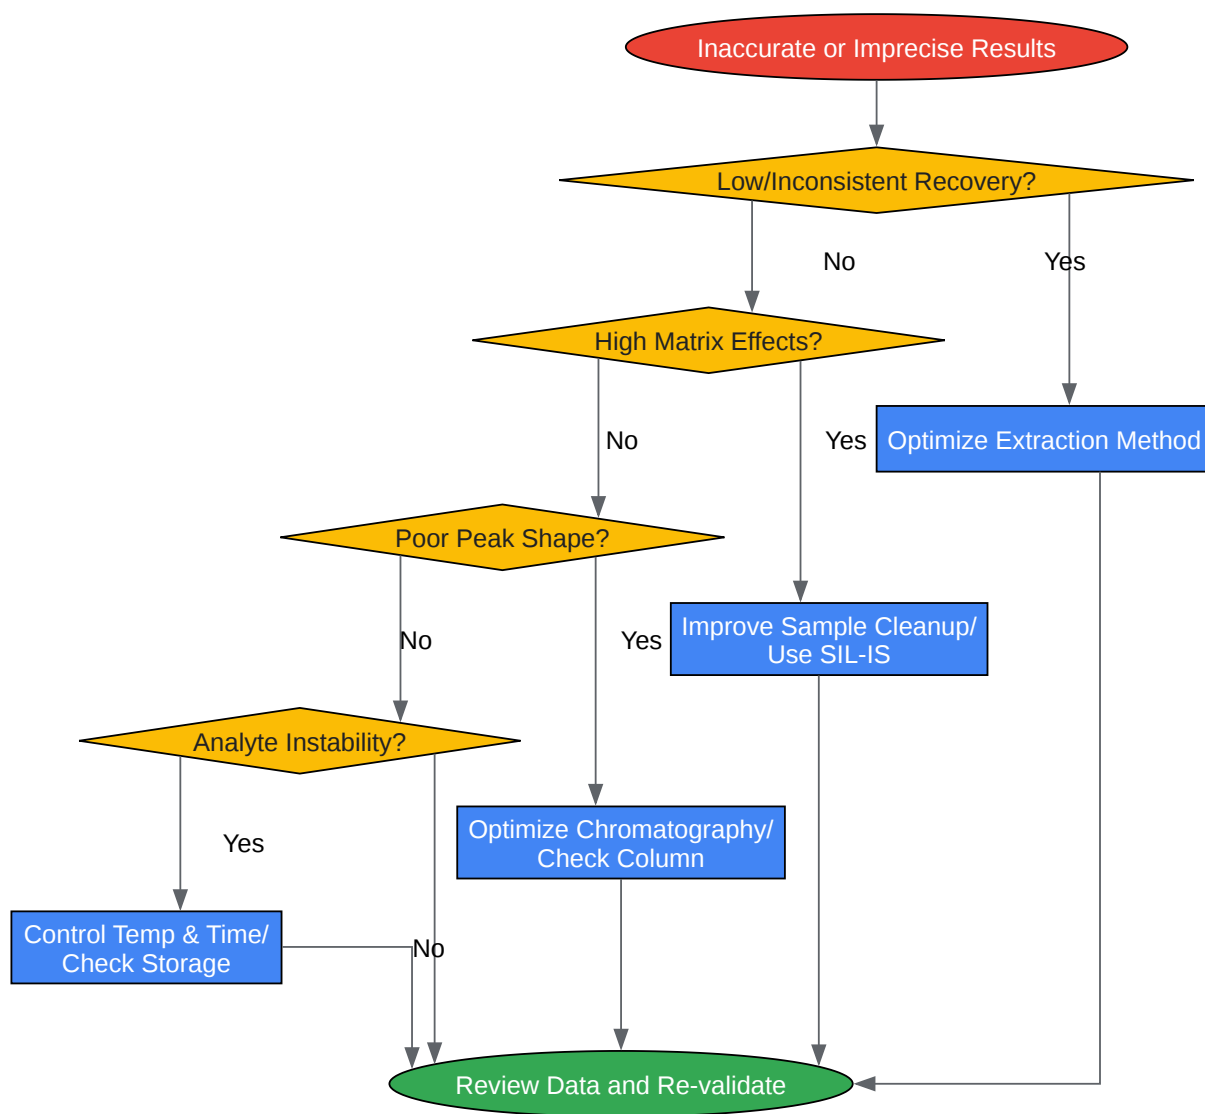 Inaccurate or Imprecise Results
Low/Inconsistent Recovery?
No
Yes
High Matrix Effects?
No
Yes
Optimize Extraction Method
Poor Peak Shape?
No
Yes
Improve Sample Cleanup/
Use SIL-IS
Analyte Instability?
Yes
Optimize Chromatography/
Check Column
Control Temp & Time/
Check Storage
No
Review Data and Re-validate